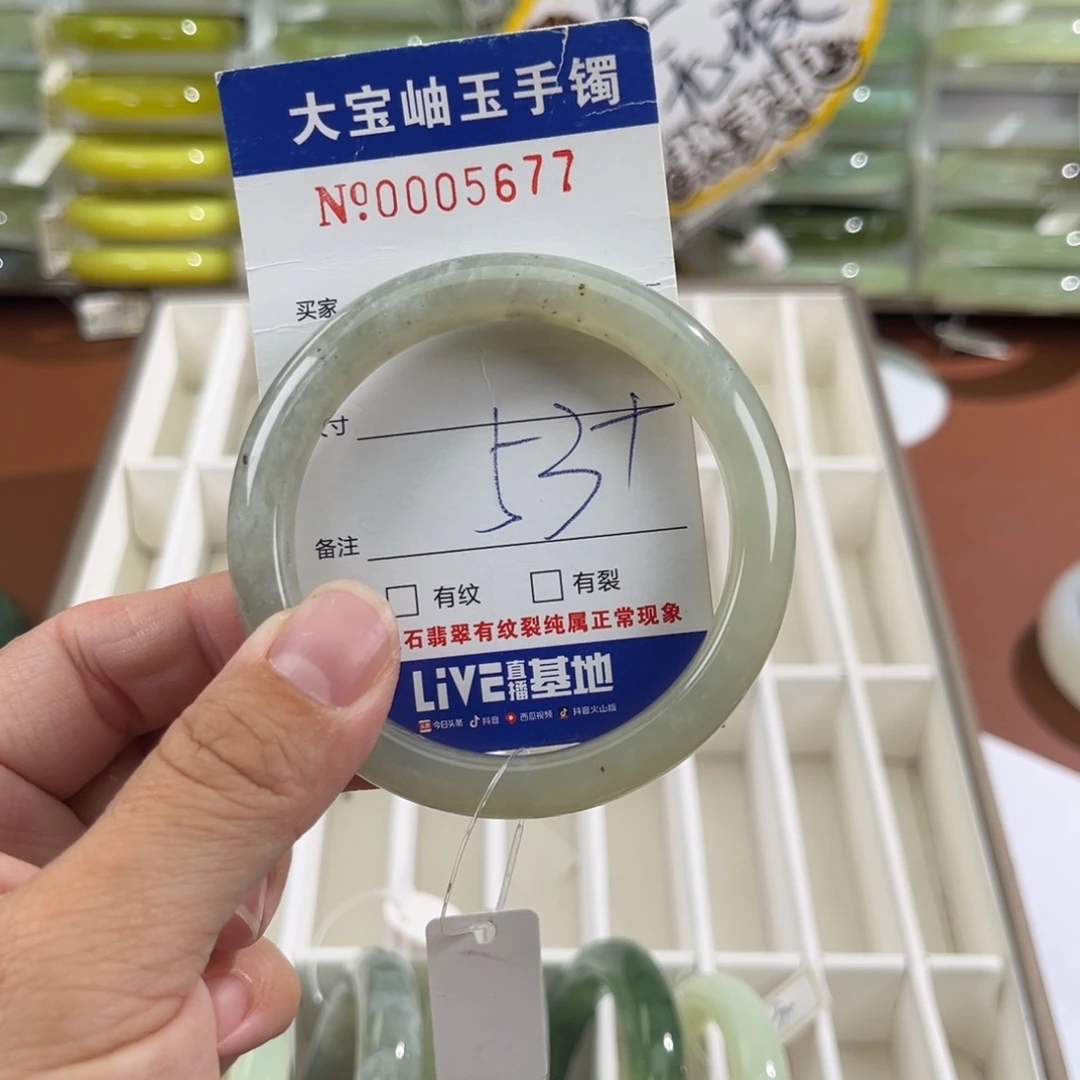 大宝岫玉手镯
Nº:0005677
买家
寸
53+
备注
有纹 有裂
石翡翠有纹裂纯属正常现象
LiVE直播基地
今日头条 抖音 西瓜视频 抖音火山版